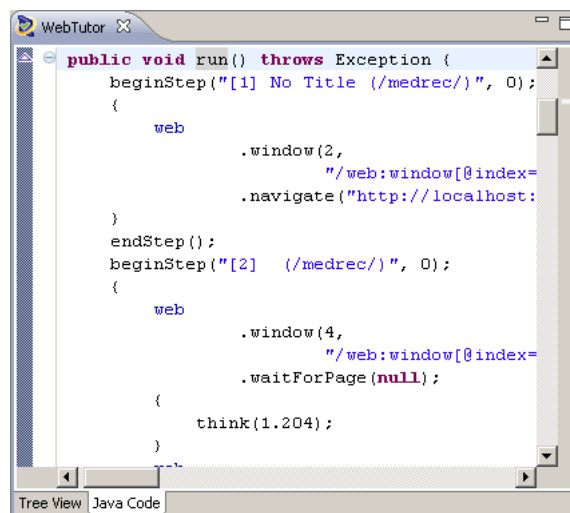 WebTutor
public void run() throws Exception {
beginStep("[1] No Title (/medrec/)", 0);
{
web
.window(2,
"/web:window[@index=
.navigate("http://localhost:
}
endStep();
beginStep("[2]  (/medrec/)", 0);
{
web
.window(4,
"/web:window[@index=
.waitForPage(null);
{
think(1.204);
}
web
Tree View Java Code